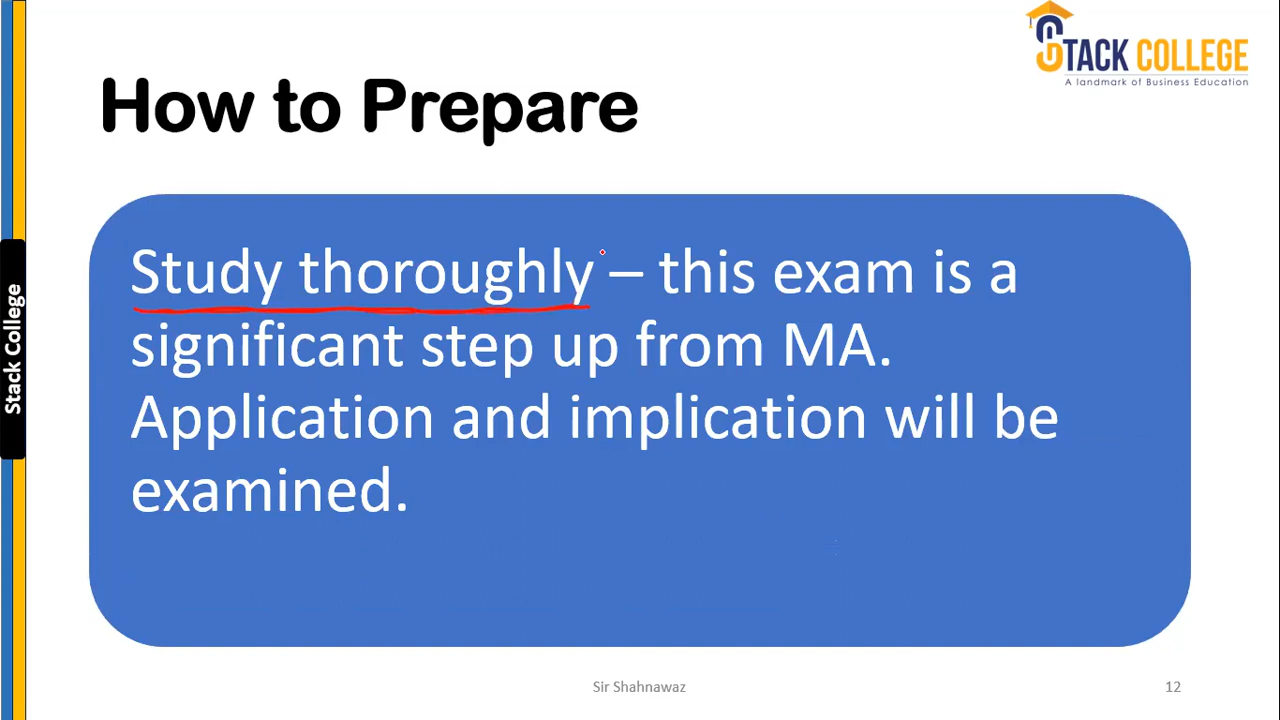 STACK COLLEGE
A landmark of Business Education
How to Prepare
Study thoroughly – this exam is a
significant step up from MA.
Application and implication will be
examined.
Stack College
Sir Shahnawaz
12